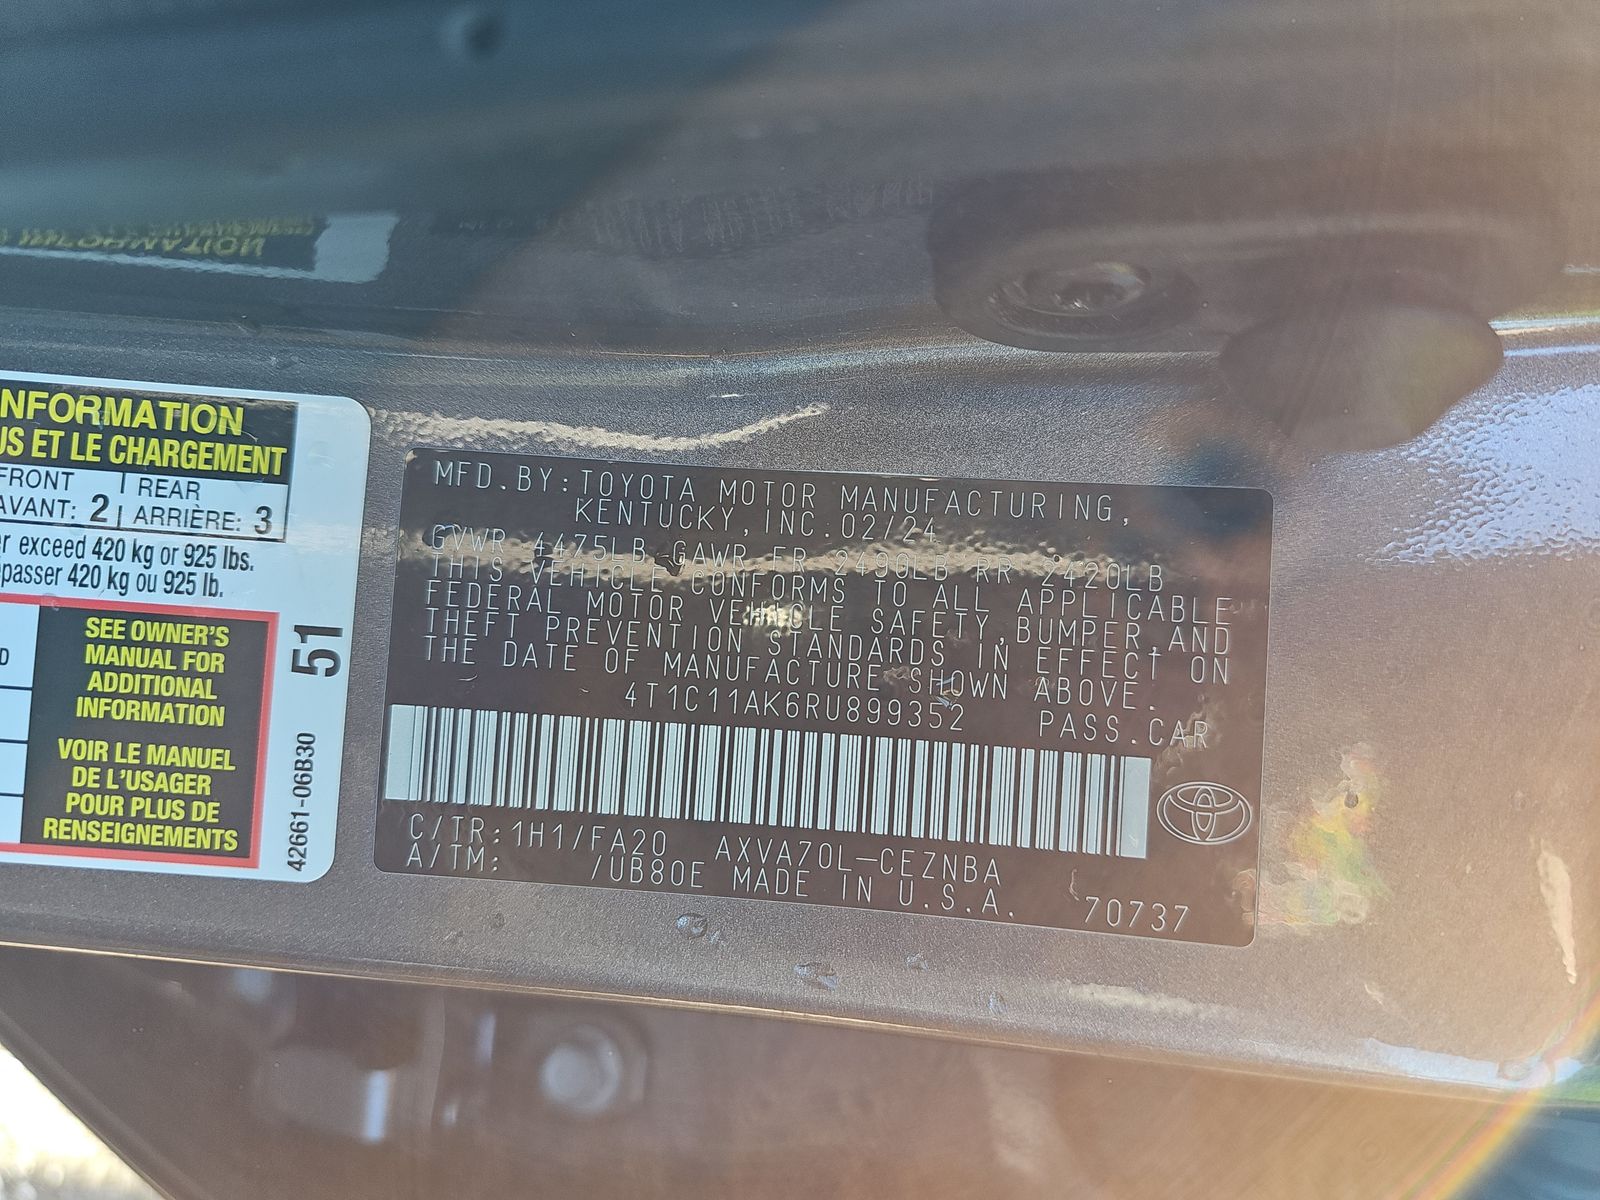 NFORMATION
US ET LE CHARGEMENT
FRONT | REAR
AVANT: 2 | ARRIÈRE: 3
r exceed 420 kg or 925 lbs.
passer 420 kg ou 925 lb.
D
SEE OWNER'S
MANUAL FOR
ADDITIONAL
INFORMATION
VOIR LE MANUEL
DE L'USAGER
POUR PLUS DE
RENSEIGNEMENTS
51
42661-06B30
MFD.BY:TOYOTA MOTOR MANUFACTURING,
KENTUCKY,INC.02/24
GVWR 4475LB GAWR FR 2490LB RR 2420LB
THIS VEHICLE CONFORMS TO ALL APPLICABLE
FEDERAL MOTOR VEHICLE SAFETY,BUMPER,AND
THEFT PREVENTION STANDARDS IN EFFECT ON
THE DATE OF MANUFACTURE SHOWN ABOVE.
4T1C11AK6RU899352 PASS.CAR
C/TR:1H1/FA20 AXVA70L-CEZNBA
A/TM: /UB80E MADE IN U.S.A. 70737